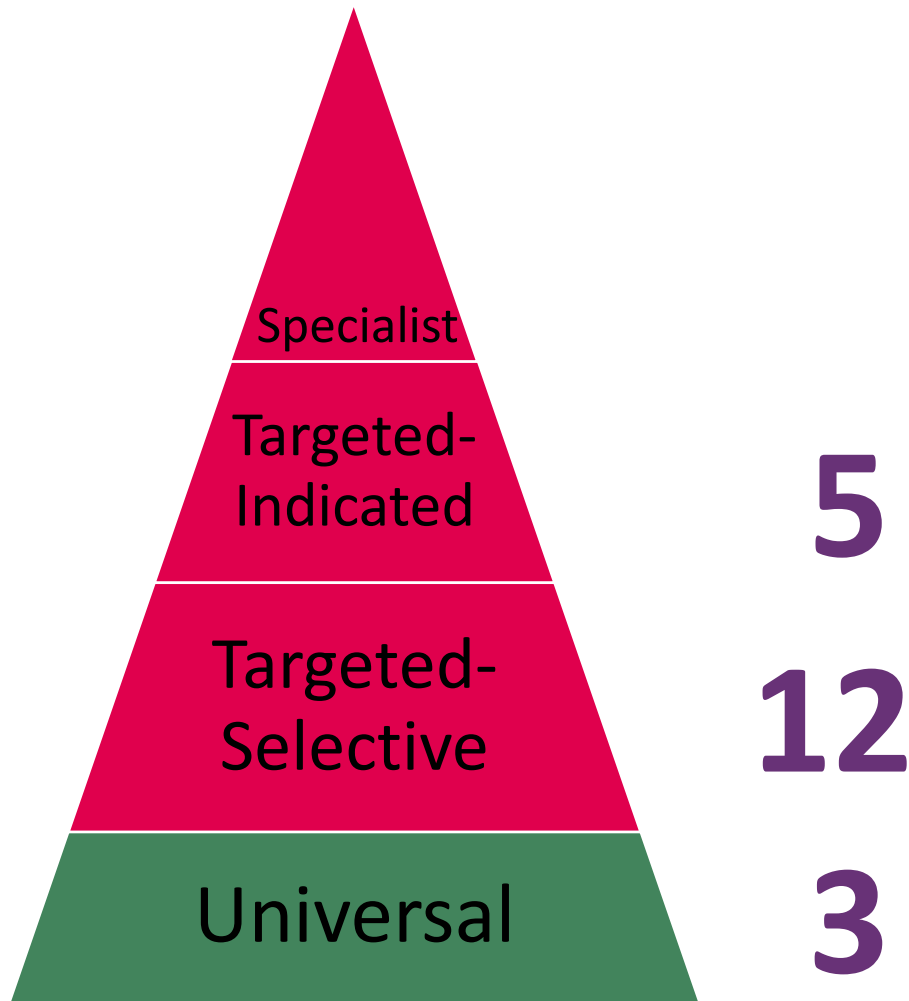 Specialist
Targeted-
Indicated
5
Targeted-
Selective
12
Universal
3